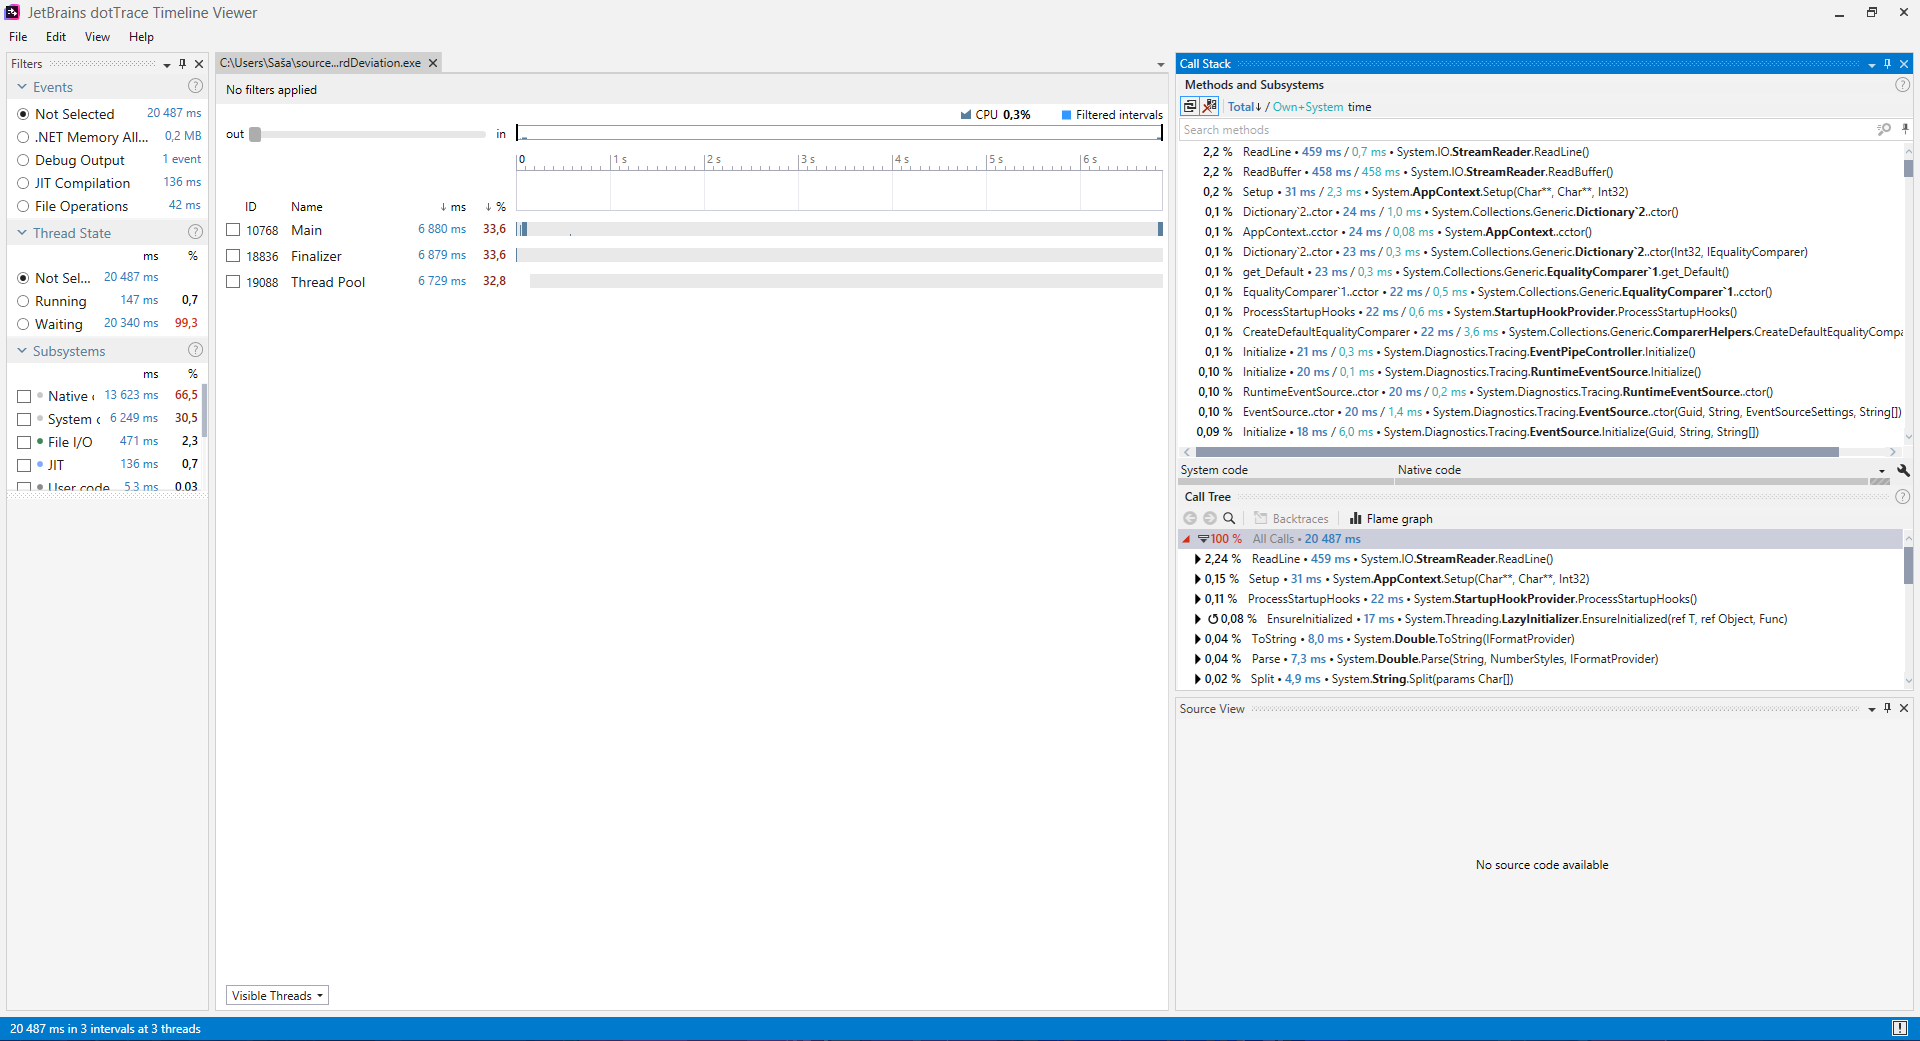 JetBrains dotTrace Timeline Viewer
File Edit View Help
Filters
Events
Not Selected 20 487 ms
.NET Memory All... 0,2 MB
Debug Output 1 event
JIT Compilation 136 ms
File Operations 42 ms
Thread State
ms %
Not Sel... 20 487 ms
Running 147 ms 0,7
Waiting 20 340 ms 99,3
Subsystems
ms %
Native 13 623 ms 66,5
System c 6 249 ms 30,5
File I/O 471 ms 2,3
JIT 136 ms 0,7
User code 5,3 ms 0,03
C:\Users\Saša\source...rdDeviation.exe
No filters applied
CPU 0,3% Filtered intervals
out in
0 1 s 2 s 3 s 4 s 5 s 6 s
ID Name ↓ ms ↓ %
10768 Main 6 880 ms 33,6
18836 Finalizer 6 879 ms 33,6
19088 Thread Pool 6 729 ms 32,8
Visible Threads
Call Stack
Methods and Subsystems
Total↓ / Own+System time
Search methods
2,2 % ReadLine • 459 ms / 0,7 ms • System.IO.StreamReader.ReadLine()
2,2 % ReadBuffer • 458 ms / 458 ms • System.IO.StreamReader.ReadBuffer()
0,2 % Setup • 31 ms / 2,3 ms • System.AppContext.Setup(Char**, Char**, Int32)
0,1 % Dictionary`2..ctor • 24 ms / 1,0 ms • System.Collections.Generic.Dictionary`2..ctor()
0,1 % AppContext..cctor • 24 ms / 0,08 ms • System.AppContext..cctor()
0,1 % Dictionary`2..ctor • 23 ms / 0,3 ms • System.Collections.Generic.Dictionary`2..ctor(Int32, IEqualityComparer)
0,1 % get_Default • 23 ms / 0,3 ms • System.Collections.Generic.EqualityComparer`1.get_Default()
0,1 % EqualityComparer`1..cctor • 22 ms / 0,5 ms • System.Collections.Generic.EqualityComparer`1..cctor()
0,1 % ProcessStartupHooks • 22 ms / 0,6 ms • System.StartupHookProvider.ProcessStartupHooks()
0,1 % CreateDefaultEqualityComparer • 22 ms / 3,6 ms • System.Collections.Generic.ComparerHelpers.CreateDefaultEqualityCompa
0,1 % Initialize • 21 ms / 0,3 ms • System.Diagnostics.Tracing.EventPipeController.Initialize()
0,10 % Initialize • 20 ms / 0,1 ms • System.Diagnostics.Tracing.RuntimeEventSource.Initialize()
0,10 % RuntimeEventSource..ctor • 20 ms / 0,2 ms • System.Diagnostics.Tracing.RuntimeEventSource..ctor()
0,10 % EventSource..ctor • 20 ms / 1,4 ms • System.Diagnostics.Tracing.EventSource..ctor(Guid, String, EventSourceSettings, String[])
0,09 % Initialize • 18 ms / 6,0 ms • System.Diagnostics.Tracing.EventSource.Initialize(Guid, String, String[])
System code Native code
Call Tree
Backtraces Flame graph
100 % All Calls • 20 487 ms
2,24 % ReadLine • 459 ms • System.IO.StreamReader.ReadLine()
0,15 % Setup • 31 ms • System.AppContext.Setup(Char**, Char**, Int32)
0,11 % ProcessStartupHooks • 22 ms • System.StartupHookProvider.ProcessStartupHooks()
0,08 % EnsureInitialized • 17 ms • System.Threading.LazyInitializer.EnsureInitialized(ref T, ref Object, Func)
0,04 % ToString • 8,0 ms • System.Double.ToString(IFormatProvider)
0,04 % Parse • 7,3 ms • System.Double.Parse(String, NumberStyles, IFormatProvider)
0,02 % Split • 4,9 ms • System.String.Split(params Char[])
Source View
No source code available
20 487 ms in 3 intervals at 3 threads